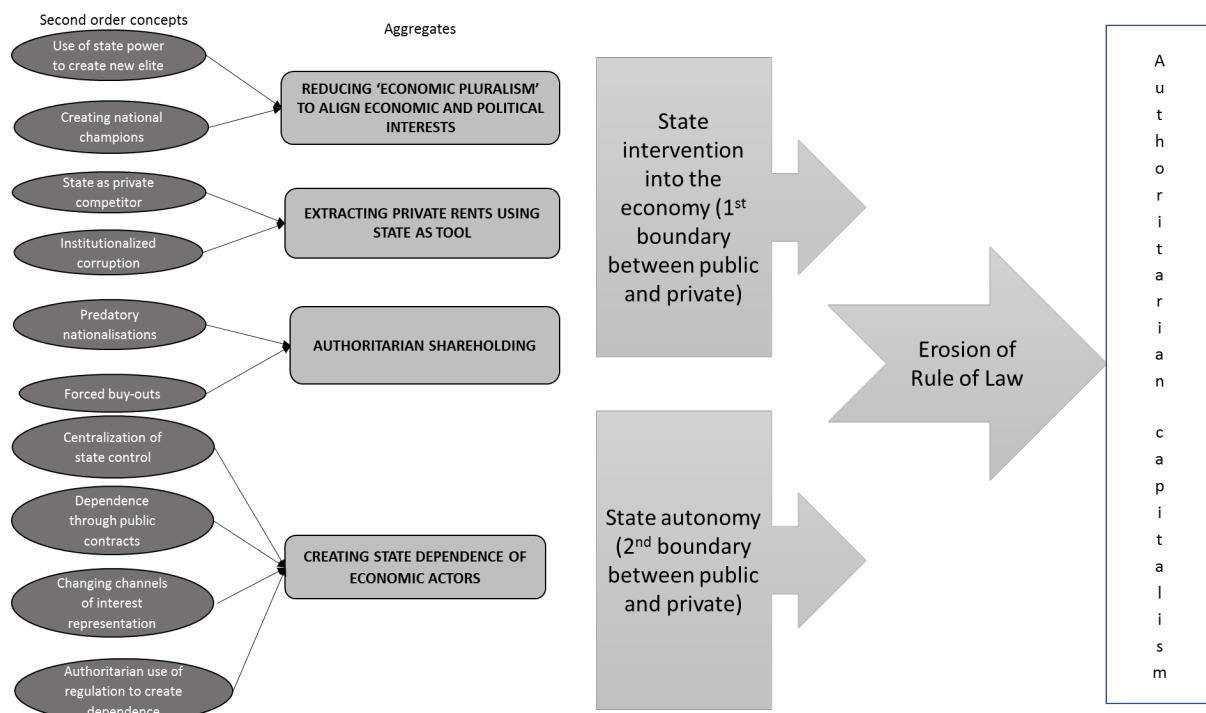 Second order concepts
Aggregates
Use of state power
to create new elite
Creating national
champions
State as private
competitor
Institutionalized
corruption
Predatory
nationalisations
Forced buy-outs
Centralization of
state control
Dependence
through public
contracts
Changing channels
of interest
representation
Authoritarian use of
regulation to create
dependence
REDUCING ‘ECONOMIC PLURALISM’
TO ALIGN ECONOMIC AND POLITICAL
INTERESTS
EXTRACTING PRIVATE RENTS USING
STATE AS TOOL
AUTHORITARIAN SHAREHOLDING
CREATING STATE DEPENDENCE OF
ECONOMIC ACTORS
State
intervention
into the
economy (1st
boundary
between public
and private)
State autonomy
(2nd boundary
between public
and private)
Erosion of
Rule of Law
Authoritarian capitalism